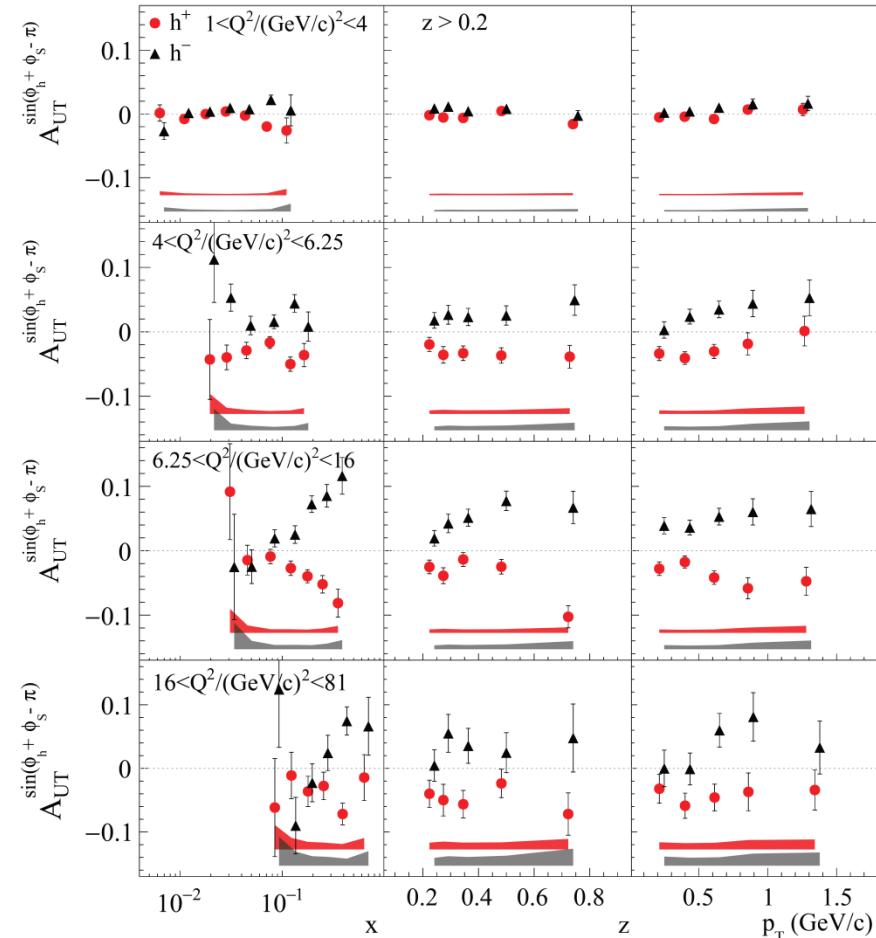 h⁺ 1<Q²/(GeV/c)²<4
h⁻
z > 0.2
A_UT^sin(ϕ_h + ϕ_S - π)
0.1
0
−0.1
4<Q²/(GeV/c)²<6.25
A_UT^sin(ϕ_h + ϕ_S - π)
0.1
0
−0.1
6.25<Q²/(GeV/c)²<16
A_UT^sin(ϕ_h + ϕ_S - π)
0.1
0
−0.1
16<Q²/(GeV/c)²<81
A_UT^sin(ϕ_h + ϕ_S - π)
0.1
0
−0.1
10⁻² 10⁻¹ 0.2 0.4 0.6 0.8 0.5 1 1.5
x z p_T (GeV/c)